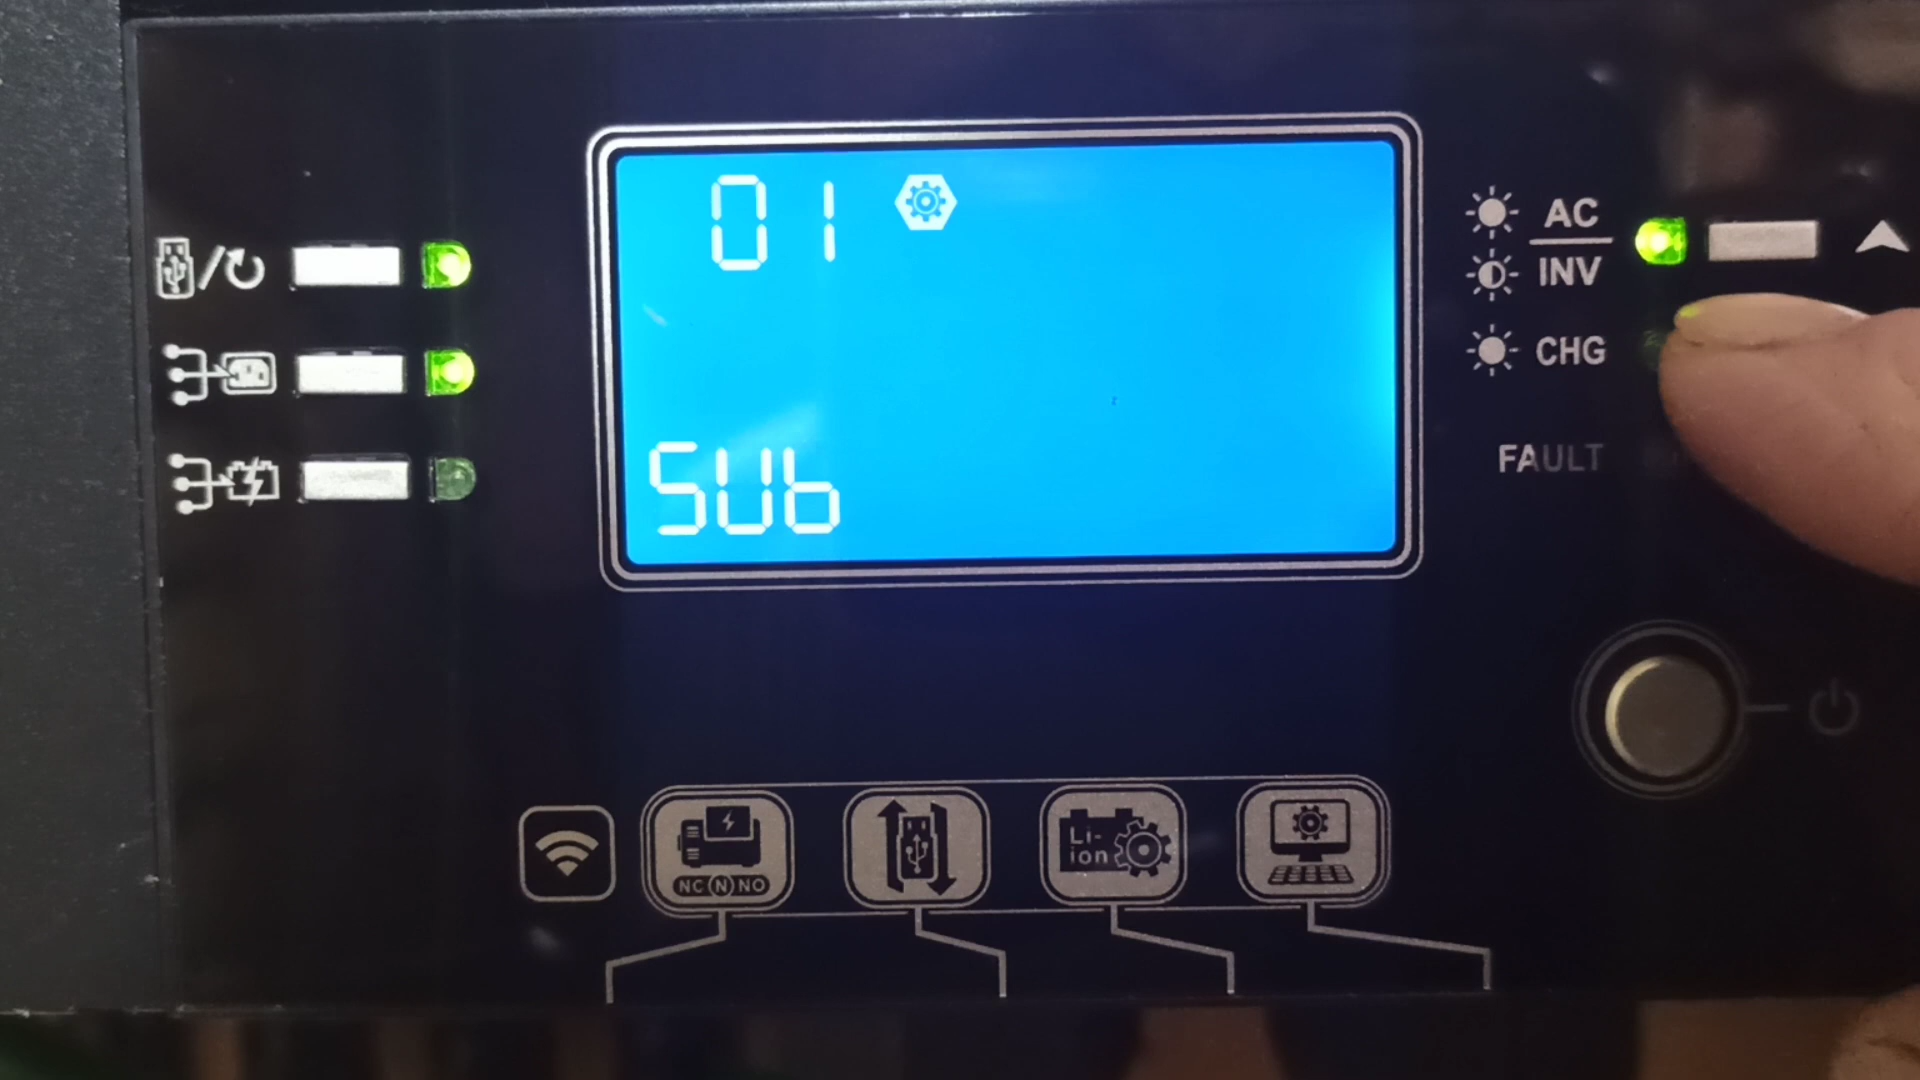 01
SUb
AC
INV
CHG
FAULT
NC N NO
Li-
ion